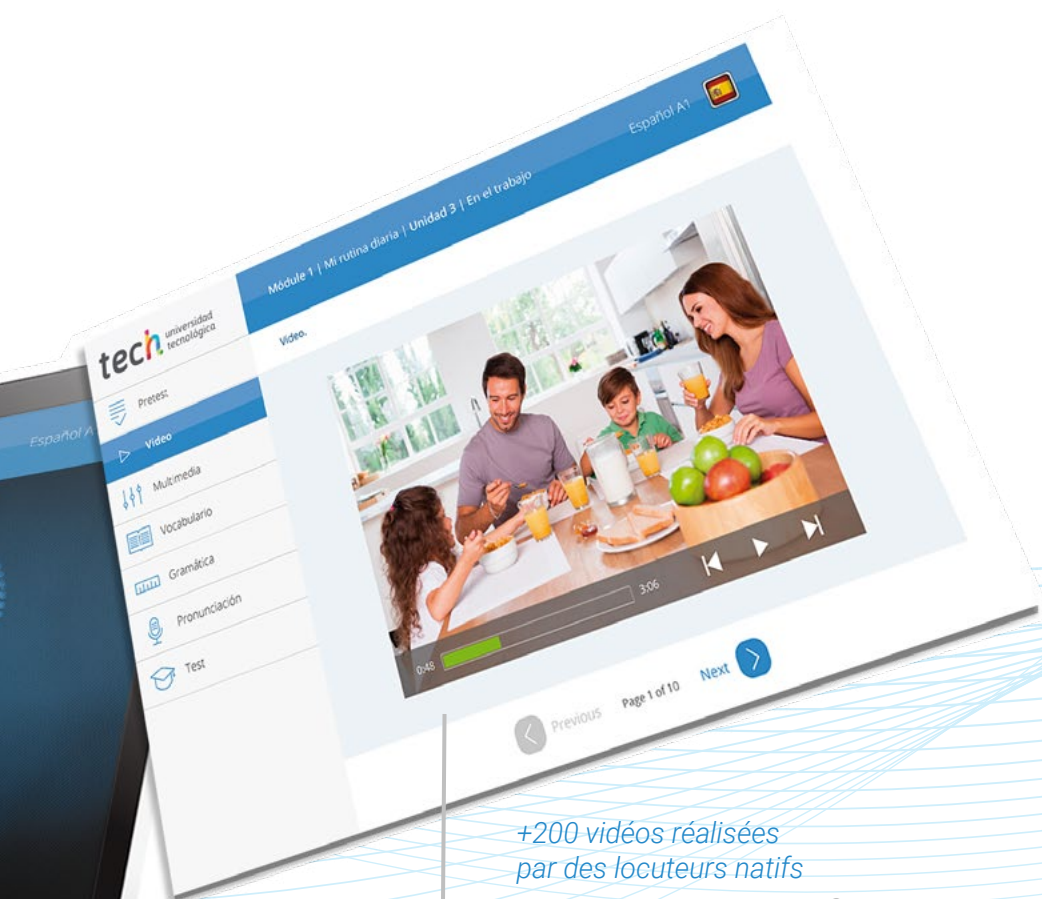 Español A1
Módule 1 | Mi rutina diaria | Unidad 3 | En el trabajo
tech universidad
tecnológica
Video.
Pretest
Video
Multimedia
Vocabulario
Gramática
Pronunciación
Test
Español A
0:48
3:06
Previous
Page 1 of 10
Next
+200 vidéos réalisées
par des locuteurs natifs